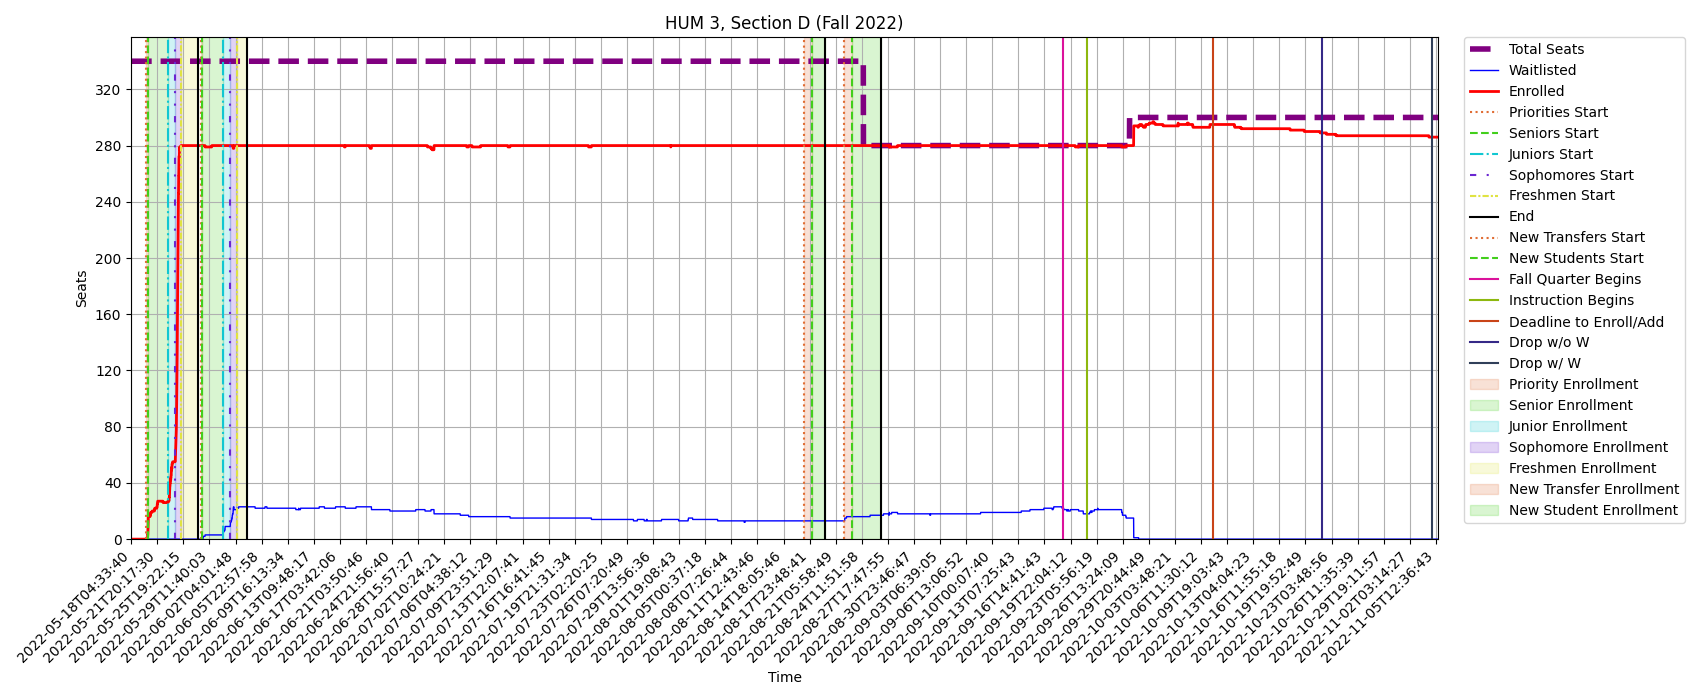 HUM 3, Section D (Fall 2022)
Seats
320
280
240
200
160
120
80
40
0
2022-05-18T04:33:40
2022-05-21T20:17:30
2022-05-25T19:22:15
2022-05-29T11:40:03
2022-06-02T04:01:48
2022-06-05T22:57:58
2022-06-09T16:13:34
2022-06-13T09:48:17
2022-06-17T03:42:06
2022-06-21T03:50:46
2022-06-24T21:56:40
2022-06-28T15:57:27
2022-07-02T10:24:21
2022-07-06T04:38:12
2022-07-09T23:51:29
2022-07-13T12:07:41
2022-07-16T16:41:45
2022-07-19T21:31:34
2022-07-23T02:20:25
2022-07-26T07:20:49
2022-07-29T13:56:36
2022-08-01T19:08:43
2022-08-05T00:37:18
2022-08-08T07:26:44
2022-08-11T12:43:46
2022-08-14T18:05:46
2022-08-17T23:48:41
2022-08-21T05:58:49
2022-08-24T11:51:58
2022-08-27T17:47:55
2022-08-30T23:46:47
2022-09-03T06:39:05
2022-09-06T13:06:52
2022-09-10T00:07:40
2022-09-13T07:25:43
2022-09-16T14:41:43
2022-09-19T22:04:12
2022-09-23T05:56:19
2022-09-26T13:24:09
2022-09-29T20:44:49
2022-10-03T03:48:21
2022-10-06T11:30:12
2022-10-09T19:03:43
2022-10-13T04:04:23
2022-10-16T11:55:18
2022-10-19T19:52:49
2022-10-23T03:48:56
2022-10-26T11:35:39
2022-10-29T19:11:57
2022-11-02T03:14:27
2022-11-05T12:36:43
Time
Total Seats
Waitlisted
Enrolled
Priorities Start
Seniors Start
Juniors Start
Sophomores Start
Freshmen Start
End
New Transfers Start
New Students Start
Fall Quarter Begins
Instruction Begins
Deadline to Enroll/Add
Drop w/o W
Drop w/ W
Priority Enrollment
Senior Enrollment
Junior Enrollment
Sophomore Enrollment
Freshmen Enrollment
New Transfer Enrollment
New Student Enrollment